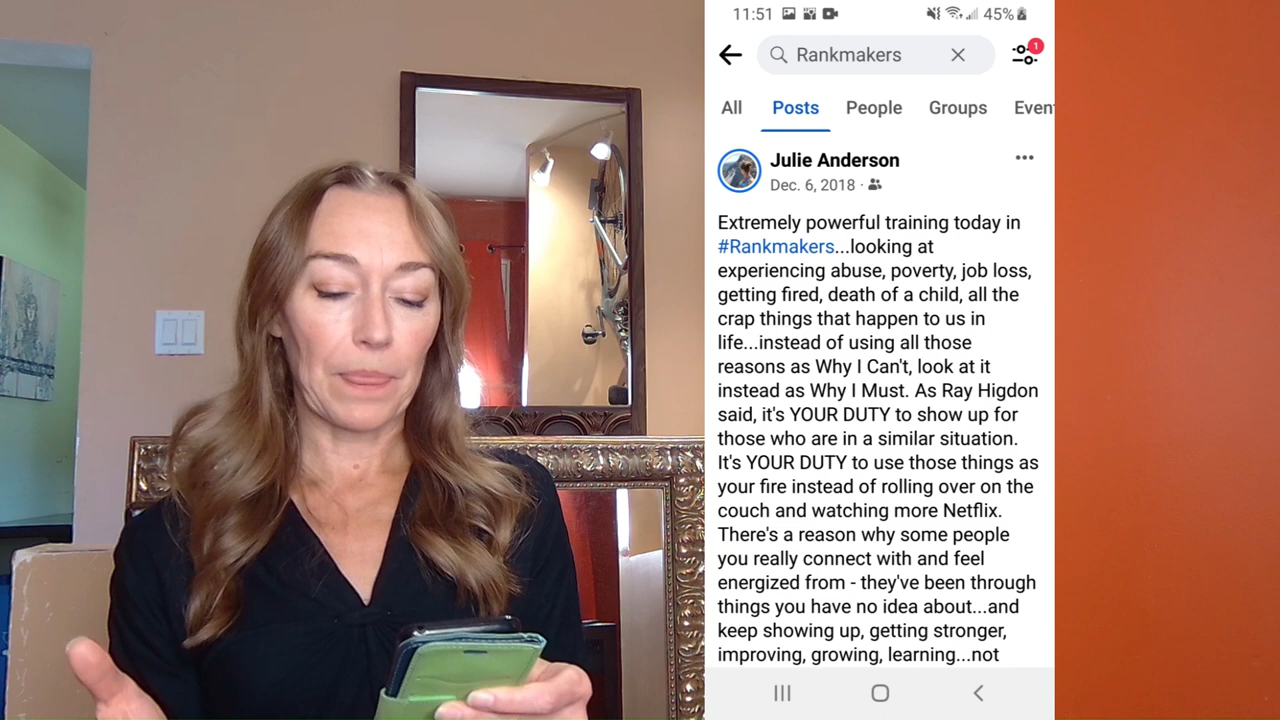 11:51
45%
Rankmakers
1
All Posts People Groups Even
Julie Anderson
Dec. 6, 2018 ·
Extremely powerful training today in
#Rankmakers...looking at
experiencing abuse, poverty, job loss,
getting fired, death of a child, all the
crap things that happen to us in
life...instead of using all those
reasons as Why I Can't, look at it
instead as Why I Must. As Ray Higdon
said, it's YOUR DUTY to show up for
those who are in a similar situation.
It's YOUR DUTY to use those things as
your fire instead of rolling over on the
couch and watching more Netflix.
There's a reason why some people
you really connect with and feel
energized from - they've been through
things you have no idea about...and
keep showing up, getting stronger,
improving, growing, learning...not